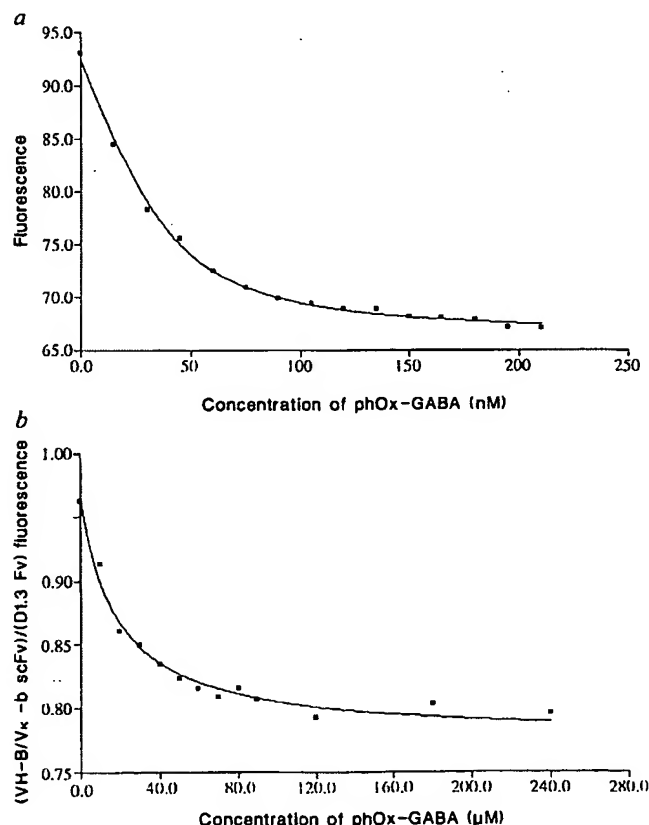 a
100.0
95.0
90.0
85.0
80.0
75.0
70.0
65.0
Fluorescence
0.0 50 100 150 200 250
Concentration of phOx-GABA (nM)
b
1.00
0.90
0.85
0.80
0.75
(VH-B/Vκ -b scFv)/(D1.3 Fv) fluorescence
0.0 40.0 80.0 120.0 160.0 200.0 240.0 280.0
Concentration of phOx-GABA (μM)